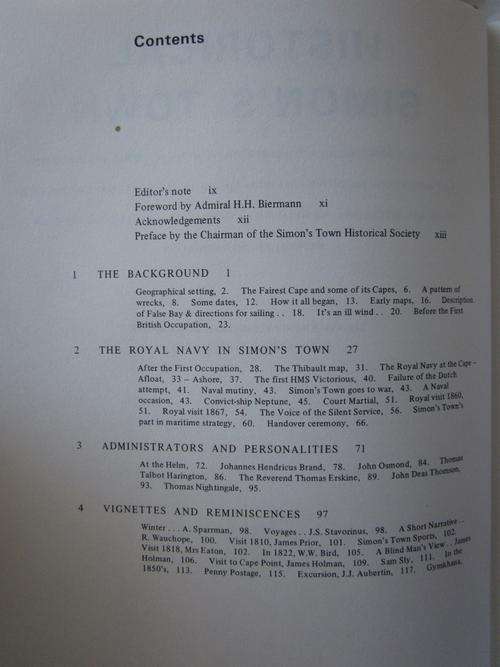 Contents
Editor's note ix
Foreword by Admiral H.H. Biermann xi
Acknowledgements xii
Preface by the Chairman of the Simon's Town Historical Society xiii
1 THE BACKGROUND 1
Geographical setting, 2. The Fairest Cape and some of its Capes, 6. A pattern of
wrecks, 8. Some dates, 12. How it all began, 13. Early maps, 16. Description
of False Bay & directions for sailing . . 18. It's an ill wind . . 20. Before the First
British Occupation, 23.
2 THE ROYAL NAVY IN SIMON'S TOWN 27
After the First Occupation, 28. The Thibault map, 31. The Royal Navy at the Cape –
Afloat, 33 – Ashore, 37. The first HMS Victorious, 40. Failure of the Dutch
attempt, 41. Naval mutiny, 43. Simon's Town goes to war, 43. A Naval
occasion, 43. Convict-ship Neptune, 45. Court Martial, 51. Royal visit 1860,
51. Royal visit 1867, 54. The Voice of the Silent Service, 56. Simon's Town's
part in maritime strategy, 60. Handover ceremony, 66.
3 ADMINISTRATORS AND PERSONALITIES 71
At the Helm, 72. Johannes Hendricus Brand, 78. John Osmond, 84. Thomas
Talbot Harington, 86. The Reverend Thomas Erskine, 89. John Deas Thomson,
93. Thomas Nightingale, 95.
4 VIGNETTES AND REMINISCENCES 97
Winter . . . A. Sparrman, 98. Voyages . . J.S. Stavorinus, 98. A Short Narrative . .
R. Wauchope, 100. Visit 1810, James Prior, 101. Simon's Town Sports, 102.
Visit 1818, Mrs Eaton, 102. In 1822, W.W. Bird, 105. A Blind Man's View . . James
Holman, 106. Visit to Cape Point, James Holman, 109. Sam Sly, 111. In the
1850's, 113. Penny Postage, 115. Excursion, J.J. Aubertin, 117. Gymkhana,